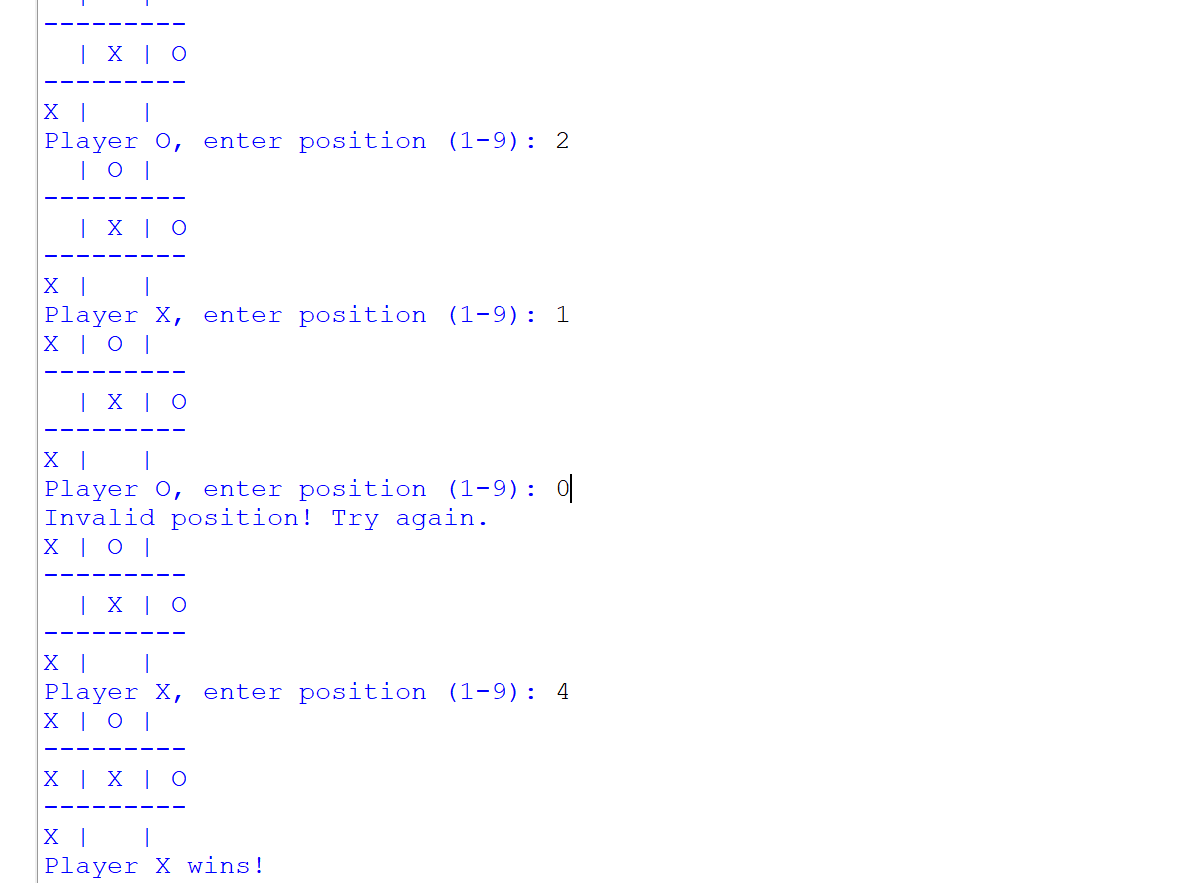 ---------
  | X | O
---------
X |   |
Player O, enter position (1-9): 2
  | O |
---------
  | X | O
---------
X |   |
Player X, enter position (1-9): 1
X | O |
---------
  | X | O
---------
X |   |
Player O, enter position (1-9): 0
Invalid position! Try again.
X | O |
---------
  | X | O
---------
X |   |
Player X, enter position (1-9): 4
X | O |
---------
X | X | O
---------
X |   |
Player X wins!